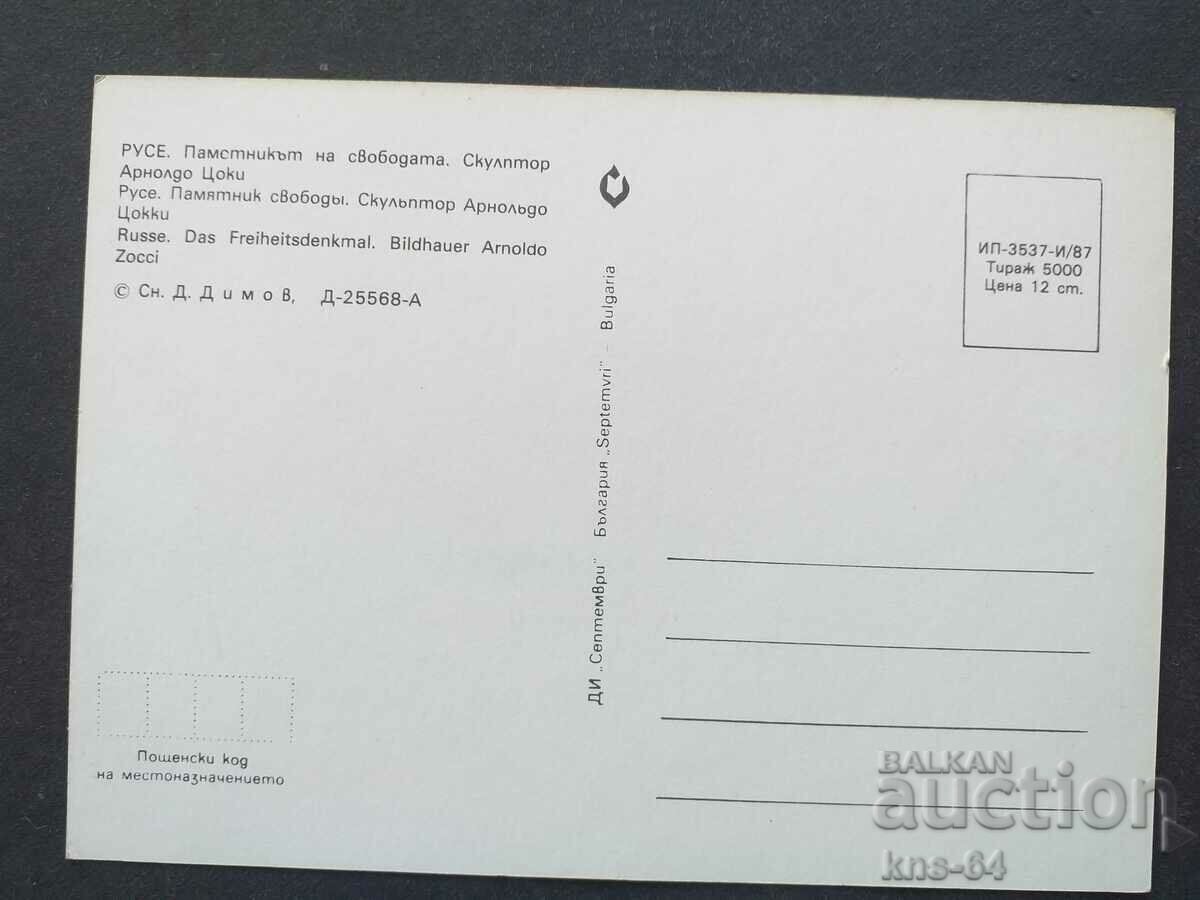 РУСЕ. Паметникът на свободата. Скулптор
Арнолдо Цоки
Русе. Памятник свободы. Скульптор Арнольдо
Цокки
Russe. Das Freiheitsdenkmal. Bildhauer Arnoldo
Zocci
© Сн. Д. Димов, Д-25568-А
ДИ „Септември" България „Septemvri" - Bulgaria
ИП-3537-И/87
Тираж 5000
Цена 12 ст.
Пощенски код
на местоназначението
BALKAN
auction
kns-64